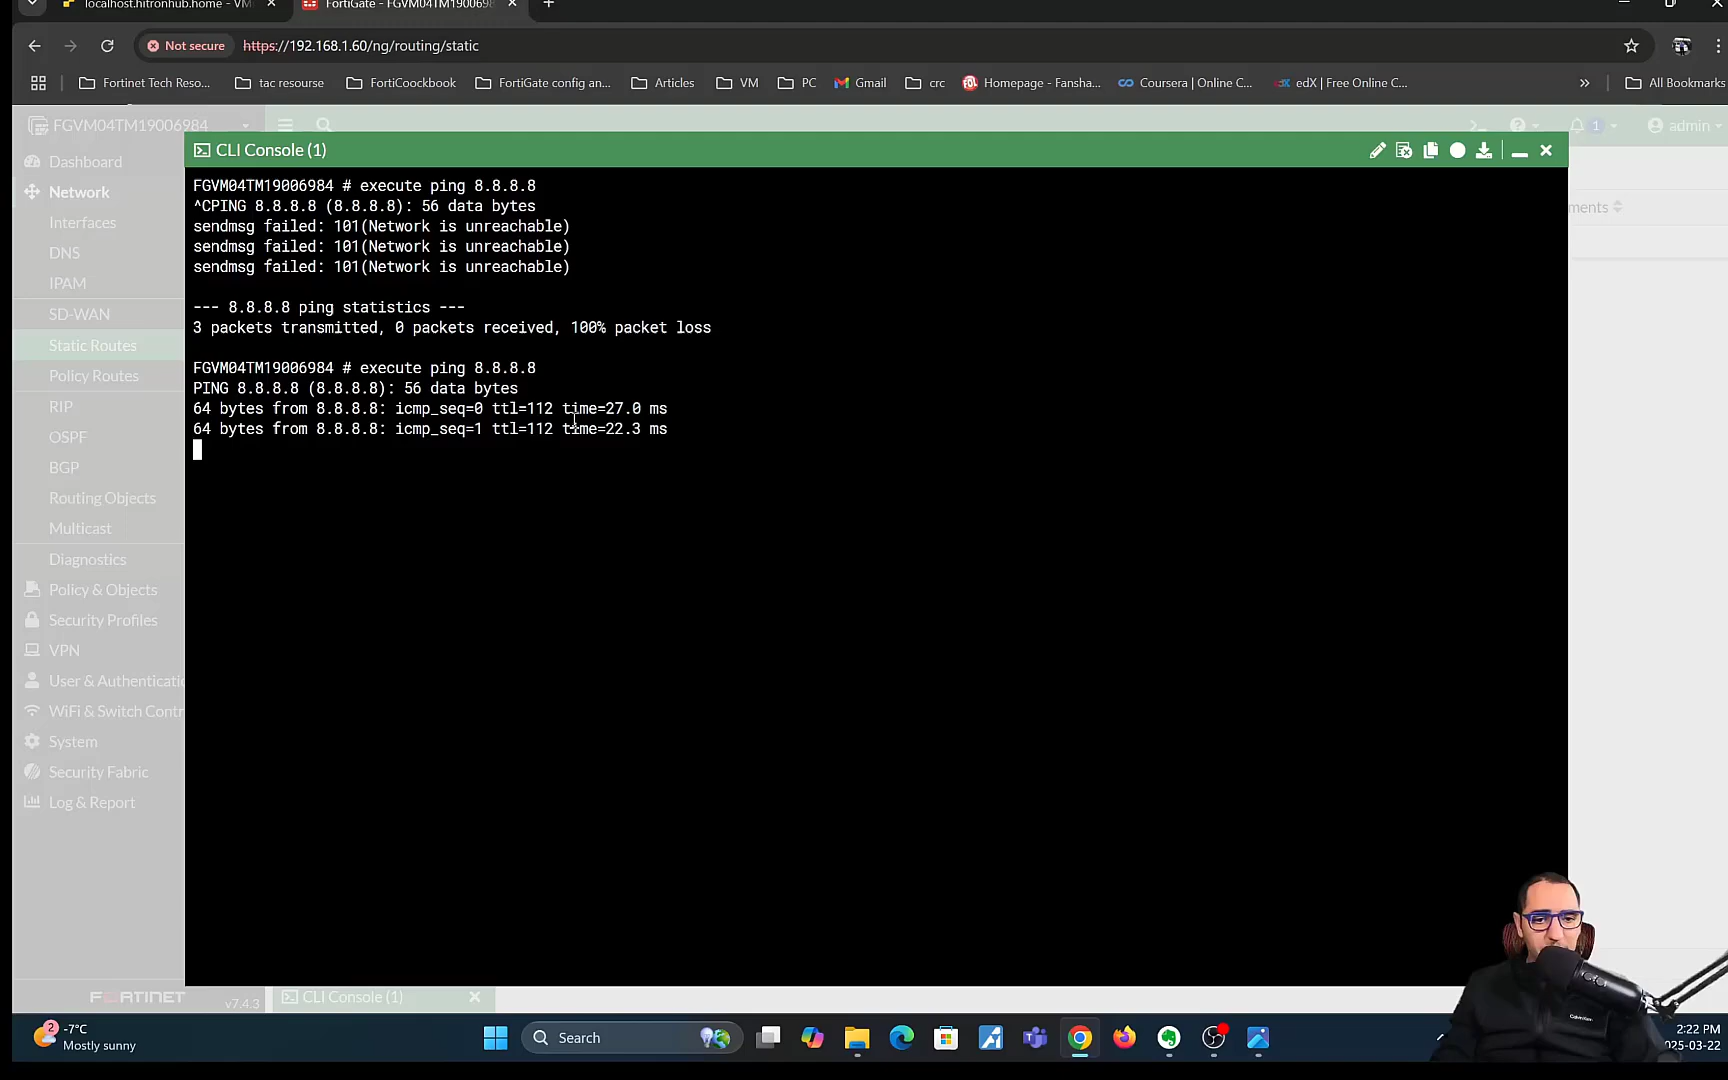 localhost.hitronhub.home - VM
FortiGate - FGVM04TM1900698
Not secure
https://192.168.1.60/ng/routing/static
Fortinet Tech Reso...
tac resourse
FortiCoockbook
FortiGate config an...
Articles
VM
PC
Gmail
crc
Homepage - Fansha...
Coursera | Online C...
edX | Free Online C...
All Bookmarks
FGVM04TM19006984
1
admin
CLI Console (1)
Dashboard
Network
Interfaces
DNS
IPAM
SD-WAN
Static Routes
Policy Routes
RIP
OSPF
BGP
Routing Objects
Multicast
Diagnostics
Policy & Objects
Security Profiles
VPN
User & Authenticatio
WiFi & Switch Contr
System
Security Fabric
Log & Report
FGVM04TM19006984 # execute ping 8.8.8.8
^CPING 8.8.8.8 (8.8.8.8): 56 data bytes
sendmsg failed: 101(Network is unreachable)
sendmsg failed: 101(Network is unreachable)
sendmsg failed: 101(Network is unreachable)
--- 8.8.8.8 ping statistics ---
3 packets transmitted, 0 packets received, 100% packet loss
FGVM04TM19006984 # execute ping 8.8.8.8
PING 8.8.8.8 (8.8.8.8): 56 data bytes
64 bytes from 8.8.8.8: icmp_seq=0 ttl=112 time=27.0 ms
64 bytes from 8.8.8.8: icmp_seq=1 ttl=112 time=22.3 ms
ments
FORTINET
v7.4.3
CLI Console (1)
2
-7°C
Mostly sunny
Search
2:22 PM
2025-03-22